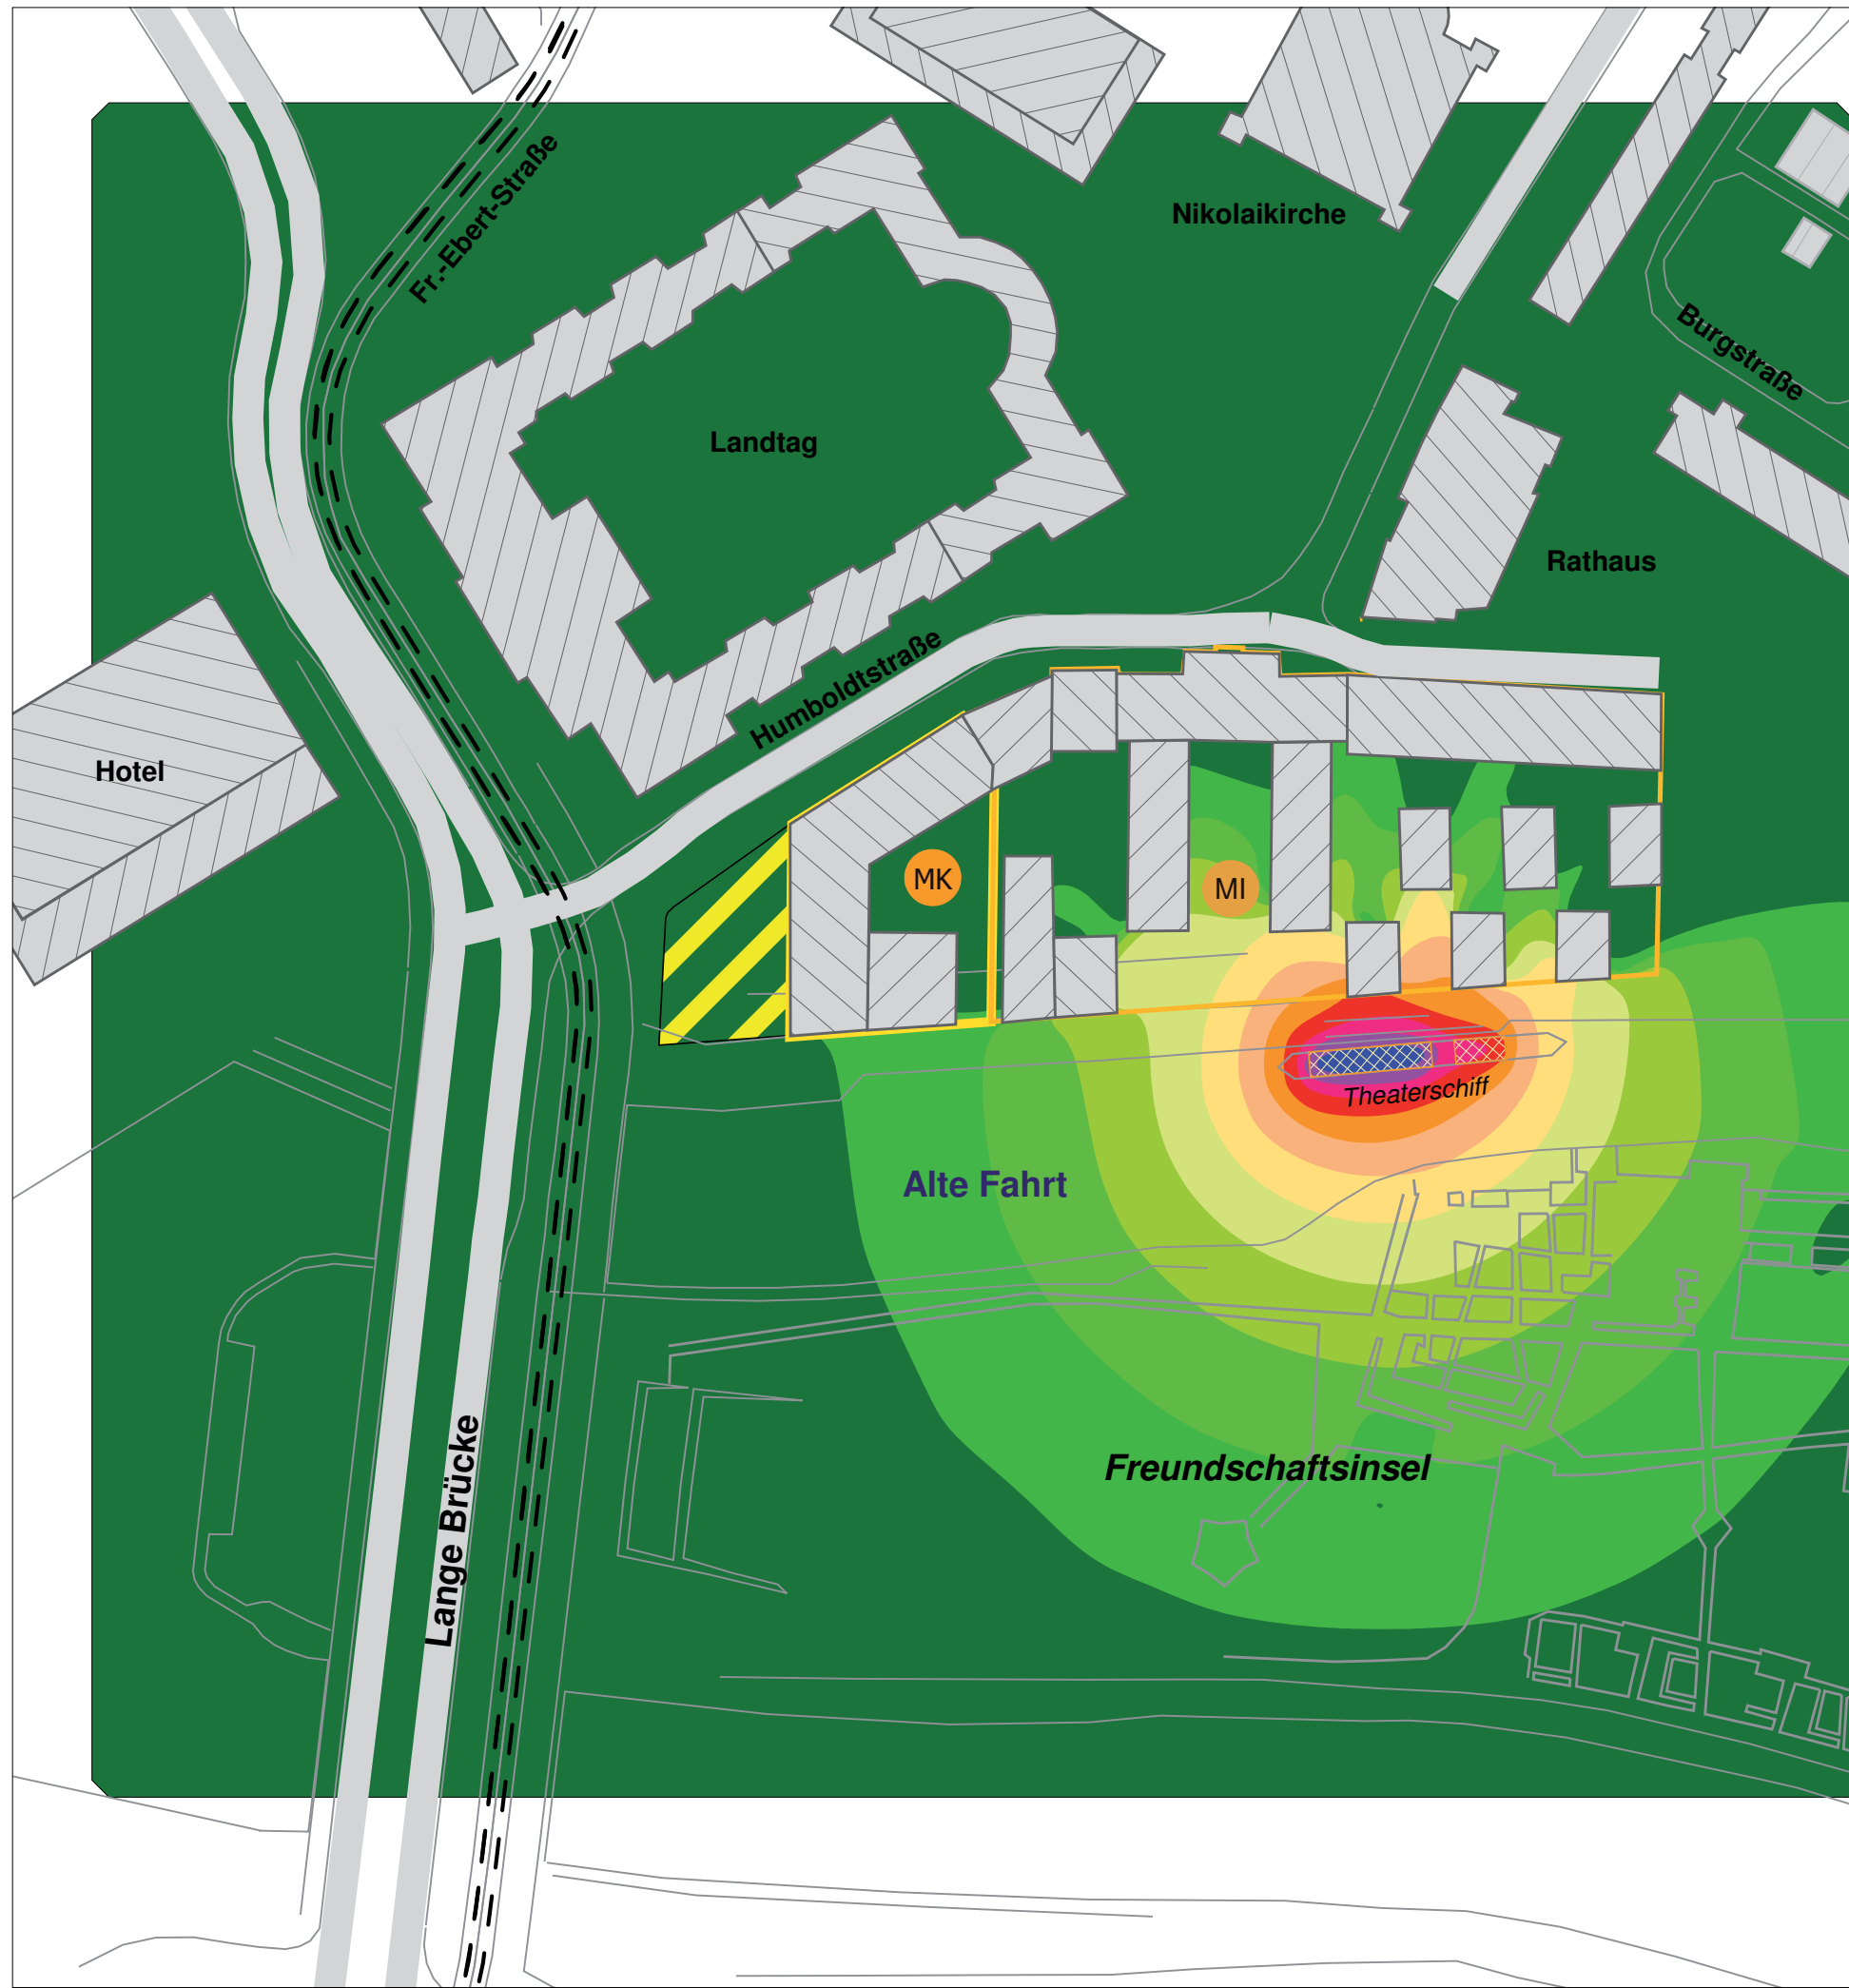 Fr.-Ebert-Straße
Nikolaikirche
Burgstraße
Landtag
Rathaus
Humboldtstraße
Hotel
MK
MI
Theaterschiff
Alte Fahrt
Freundschaftsinsel
Lange Brücke